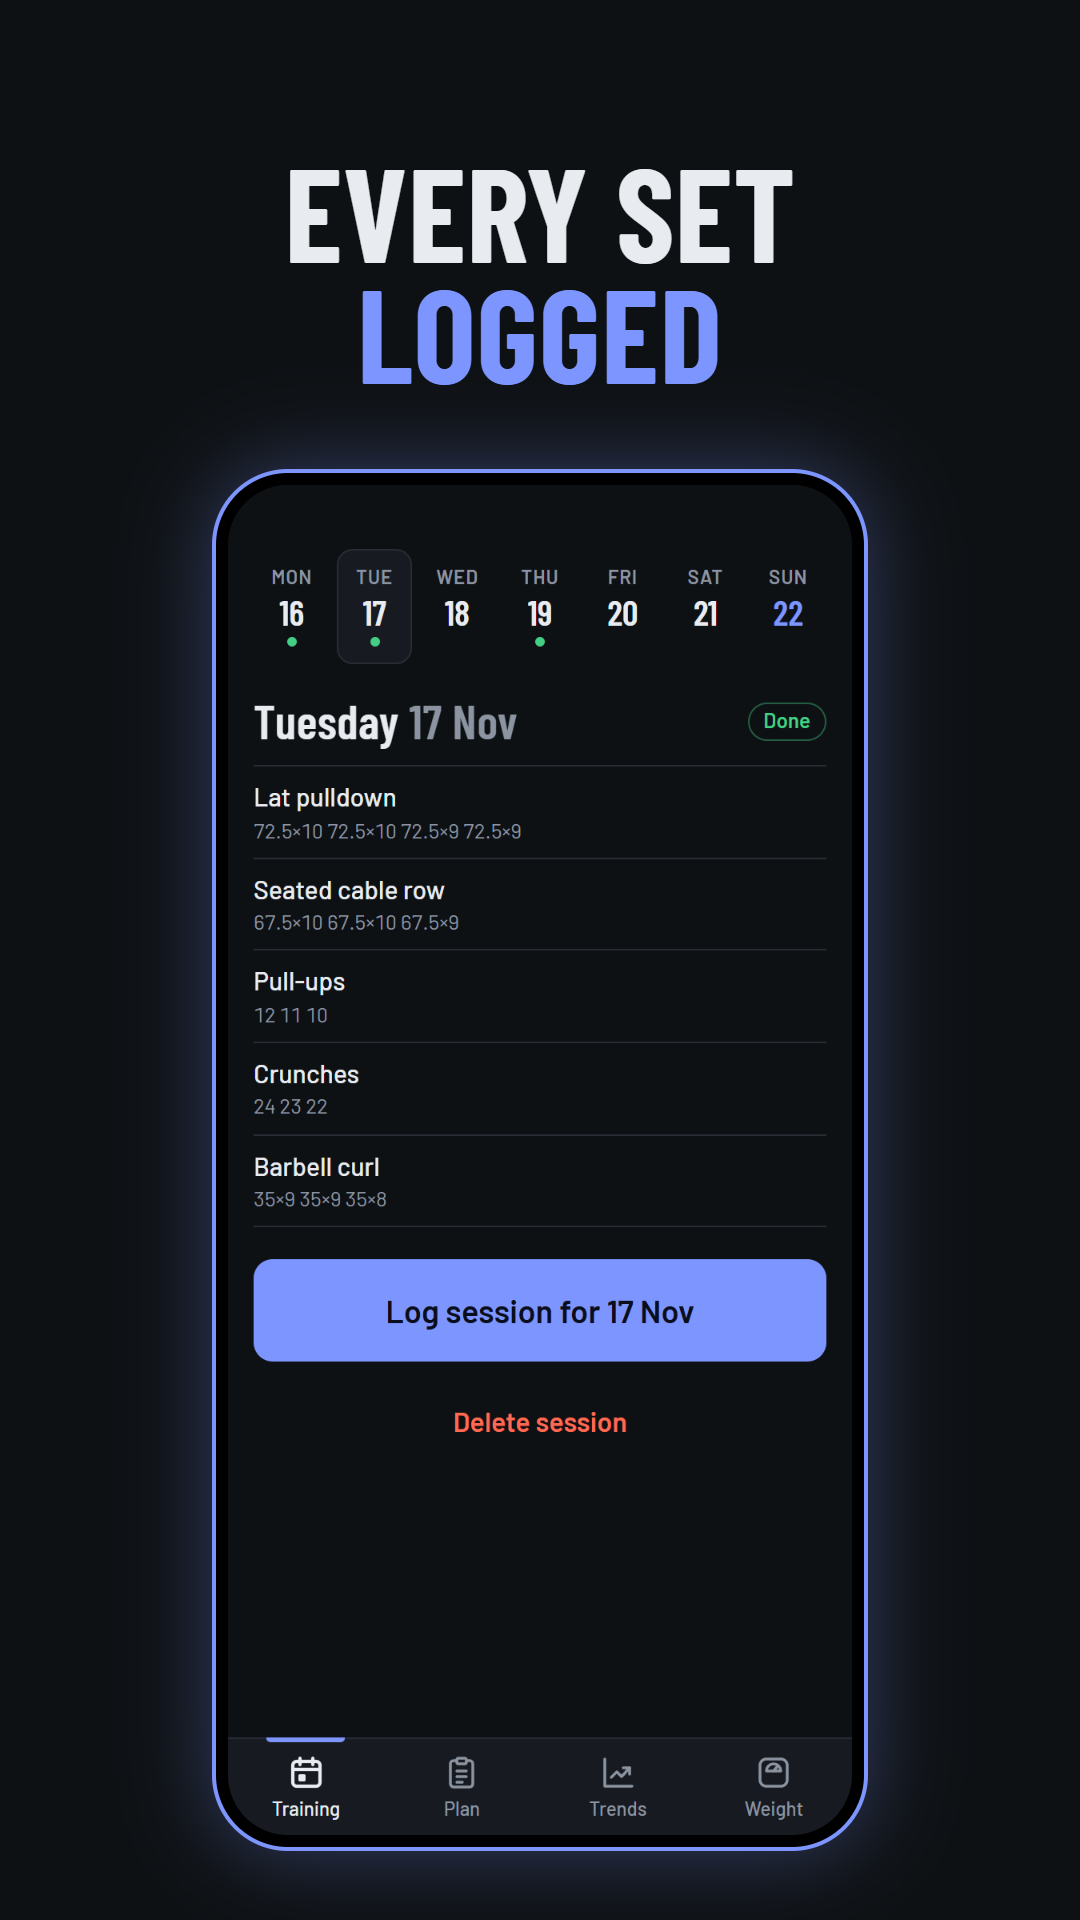 EVERY SET
LOGGED
MON TUE WED THU FRI SAT SUN
16 17 18 19 20 21 22
Tuesday 17 Nov Done
Lat pulldown
72.5×10 72.5×10 72.5×9 72.5×9
Seated cable row
67.5×10 67.5×10 67.5×9
Pull-ups
12 11 10
Crunches
24 23 22
Barbell curl
35×9 35×9 35×8
Log session for 17 Nov
Delete session
Training Plan Trends Weight